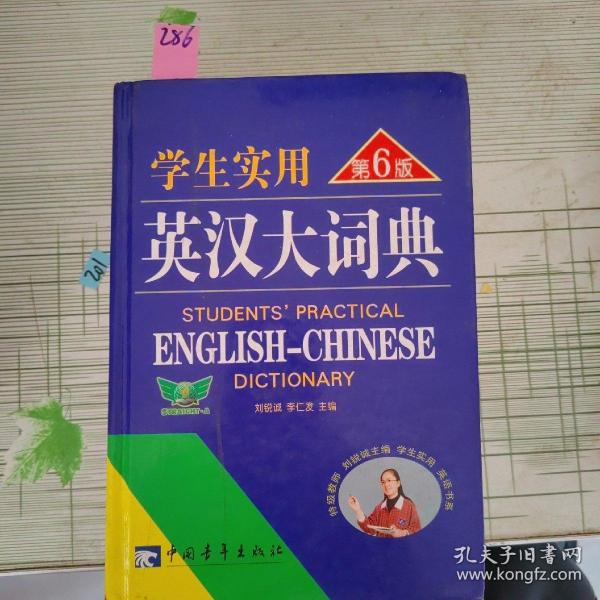 286
学生实用
第6版
英汉大词典
201
STUDENTS' PRACTICAL
ENGLISH-CHINESE
DICTIONARY
STRAIGHT-A
刘锐诚 李仁发 主编
特级教师 刘锐诚主编 学生实用 英语书系
中国青年出版社
孔夫子旧书网
www.kongfz.com